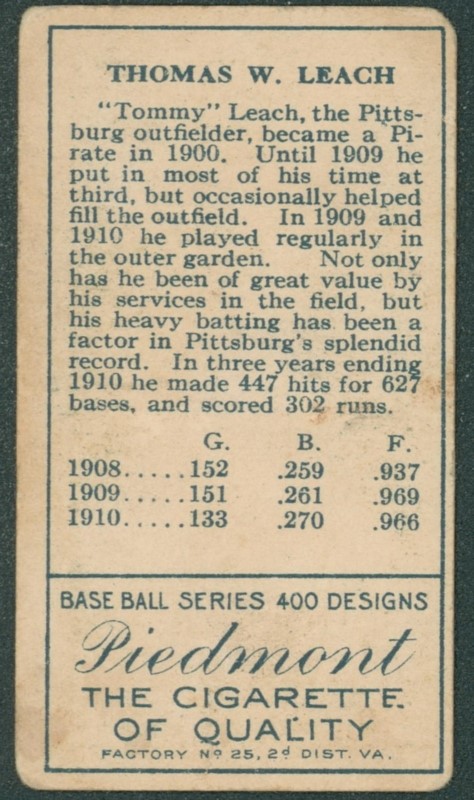 THOMAS W. LEACH
"Tommy" Leach, the Pitts-
burg outfielder, became a Pi-
rate in 1900. Until 1909 he
put in most of his time at
third, but occasionally helped
fill the outfield. In 1909 and
1910 he played regularly in
the outer garden. Not only
has he been of great value by
his services in the field, but
his heavy batting has been a
factor in Pittsburg's splendid
record. In three years ending
1910 he made 447 hits for 627
bases, and scored 302 runs.
G. B. F.
1908.....152 .259 .937
1909.....151 .261 .969
1910.....133 .270 .966
BASE BALL SERIES 400 DESIGNS
Piedmont
THE CIGARETTE
OF QUALITY
FACTORY Nº 25, 2ᵈ DIST. VA.